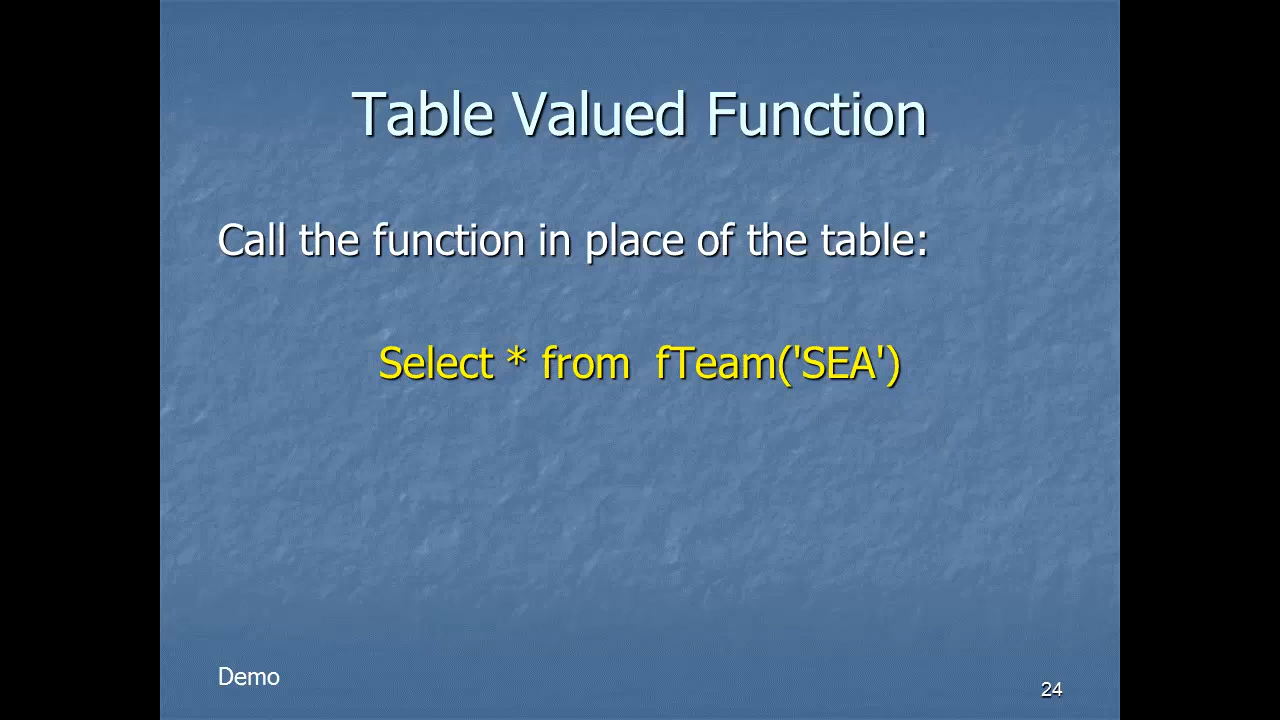 Table Valued Function
Call the function in place of the table:
Select * from  fTeam('SEA')
Demo
24